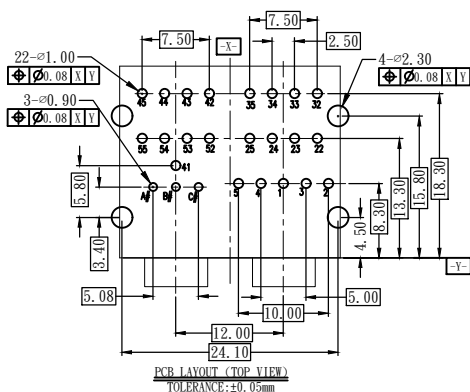 7.50 7.50
-X-
2.50
22-⌀1.00 4-⌀2.30
⌖ ⌀0.08 X Y ⌖ ⌀0.08 X Y
3-⌀0.90
⌖ ⌀0.08 X Y
45 44 43 42 35 34 33 32
55 54 53 52 25 24 23 22
41
A# B# C# 5 4 1 3 2
5.80
3.40
4.50
8.30
13.30
15.80
18.30
-Y-
5.08 5.00
10.00
12.00
24.10
PCB LAYOUT (TOP VIEW)
TOLERANCE:±0.05mm